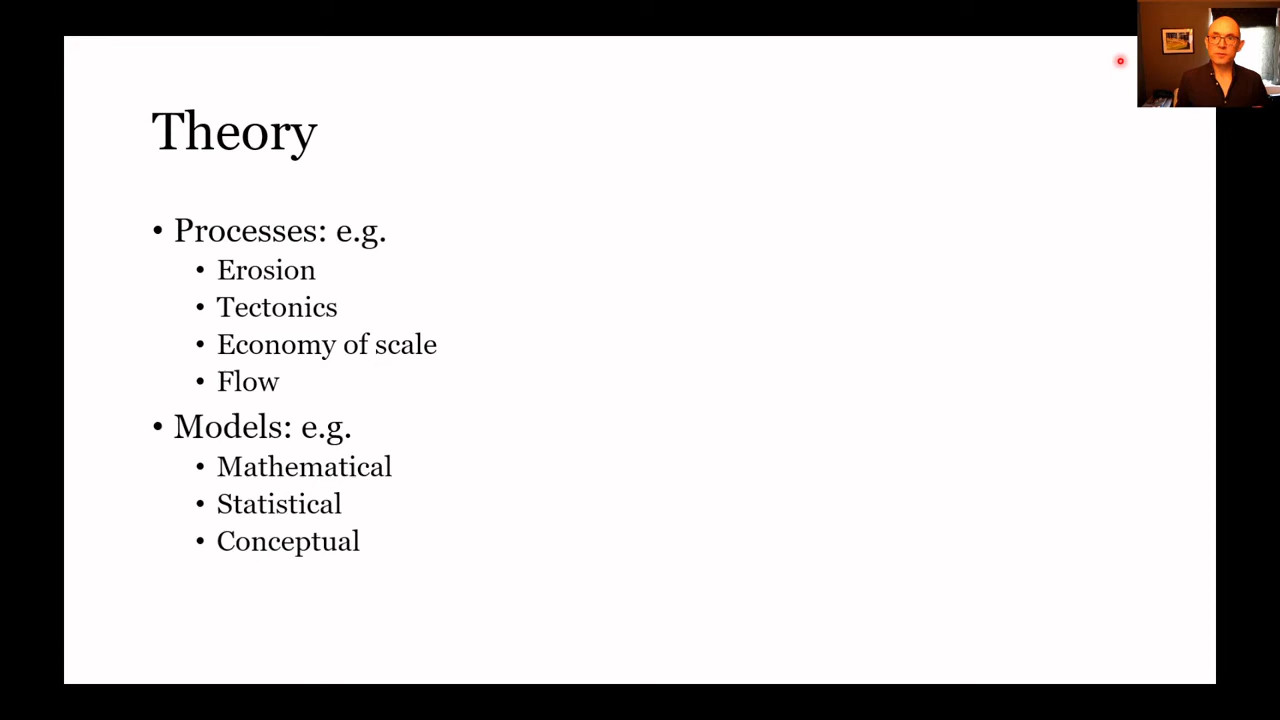 Theory
• Processes: e.g.
• Erosion
• Tectonics
• Economy of scale
• Flow
• Models: e.g.
• Mathematical
• Statistical
• Conceptual